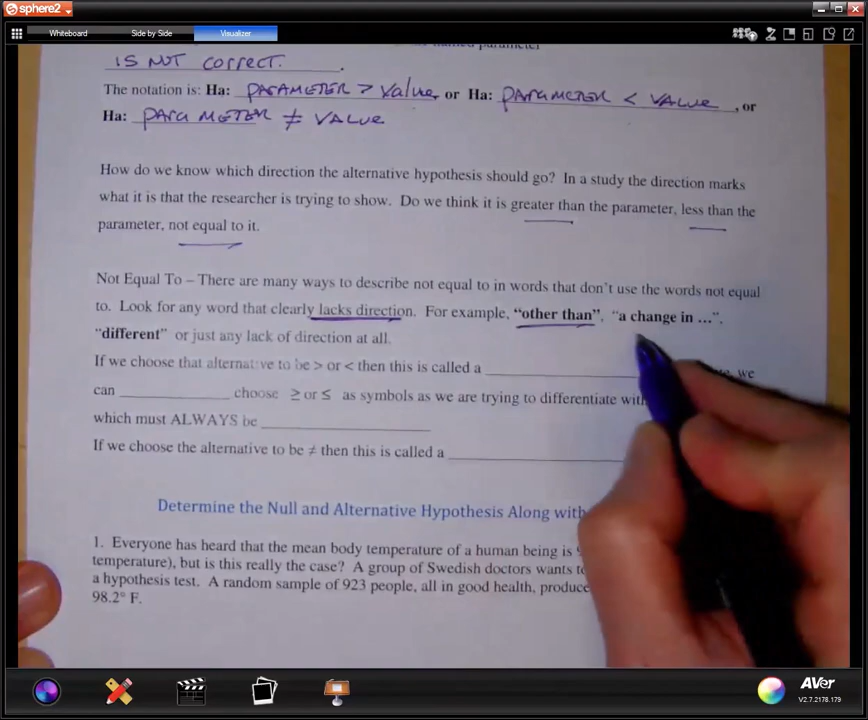 sphere2
Whiteboard Side by Side Visualizer
named parameter
IS NOT CORRECT.
The notation is: Ha: PARAMETER > Value, or Ha: PARAMETER < VALUE, or
Ha: PARAMETER ≠ VALUE
How do we know which direction the alternative hypothesis should go? In a study the direction marks
what it is that the researcher is trying to show. Do we think it is greater than the parameter, less than the
parameter, not equal to it.
Not Equal To – There are many ways to describe not equal to in words that don't use the words not equal
to. Look for any word that clearly lacks direction. For example, “other than”, “a change in …”,
“different” or just any lack of direction at all.
If we choose that alternative to be > or < then this is called a we
can choose ≥ or ≤ as symbols as we are trying to differentiate
which must ALWAYS be
If we choose the alternative to be ≠ then this is called a
Determine the Null and Alternative Hypothesis Along with
1. Everyone has heard that the mean body temperature of a human being is
temperature), but is this really the case? A group of Swedish doctors wants
a hypothesis test. A random sample of 923 people, all in good health,
98.2° F.
AVer
V2.7.2178.179